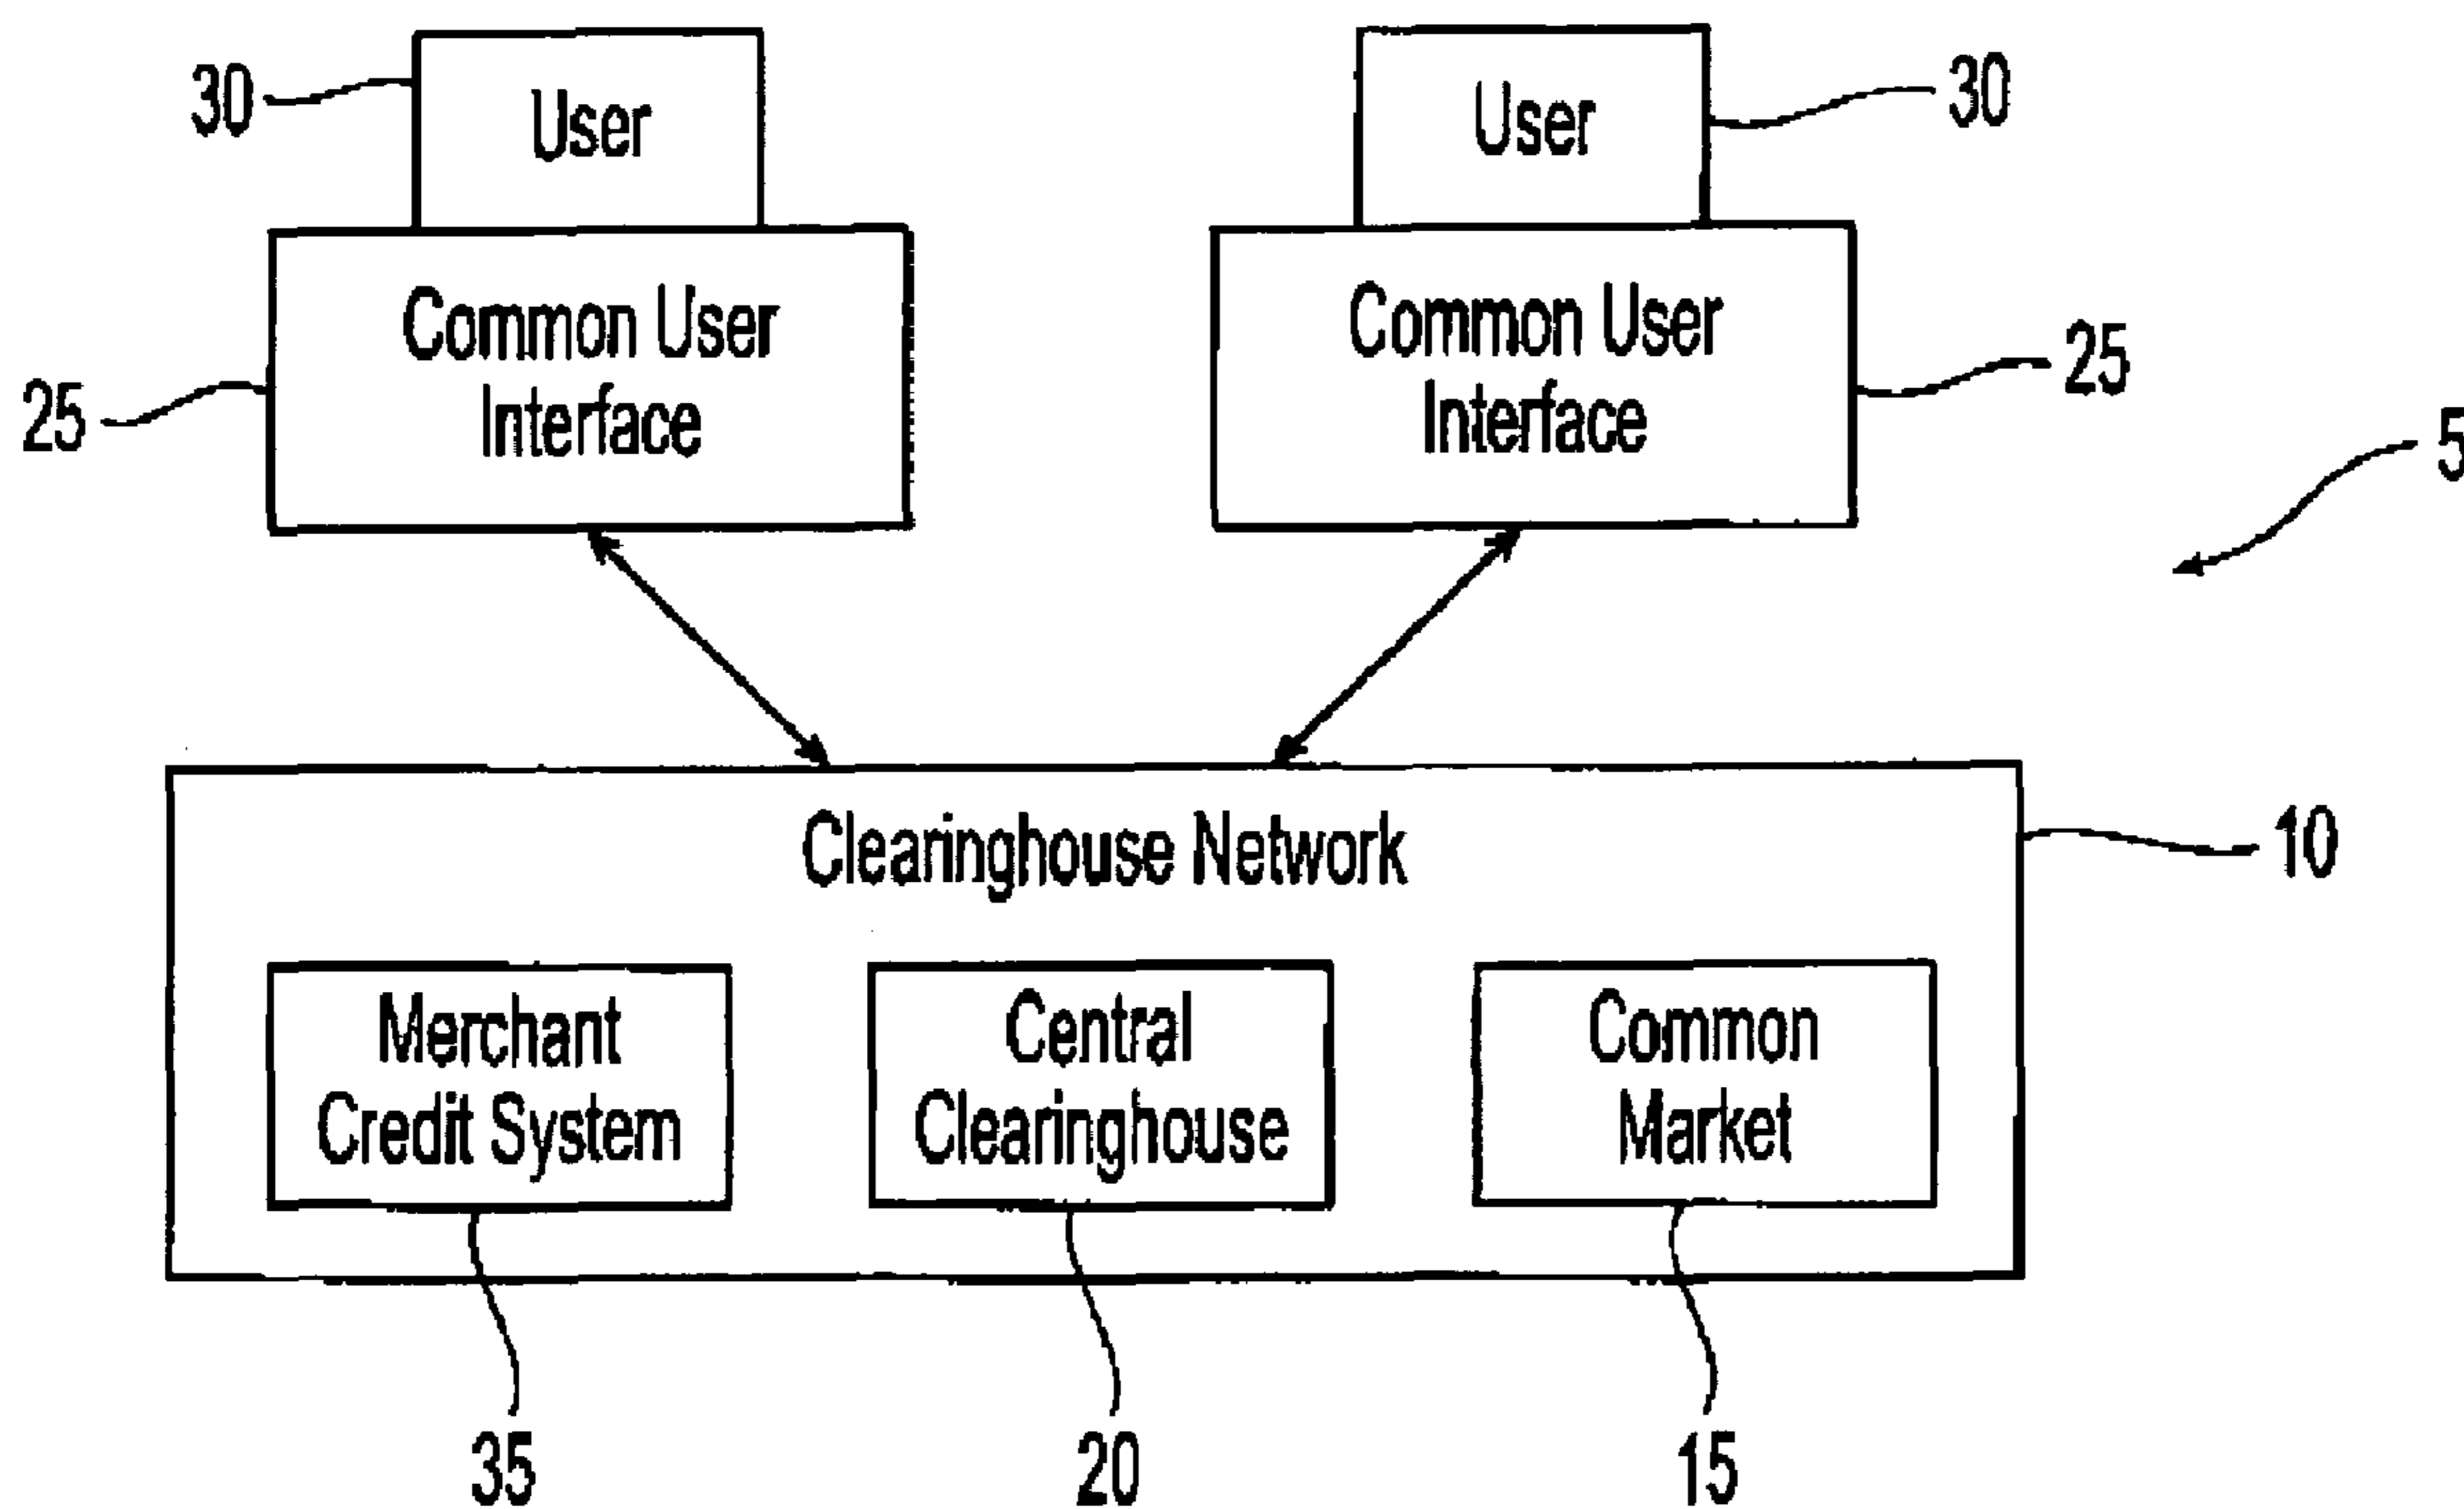 30
User
User
30
Common User
Interface
Common User
Interface
25
25
5
Clearinghouse Network
10
Merchant
Credit System
Central
Clearinghouse
Common
Market
35
20
15